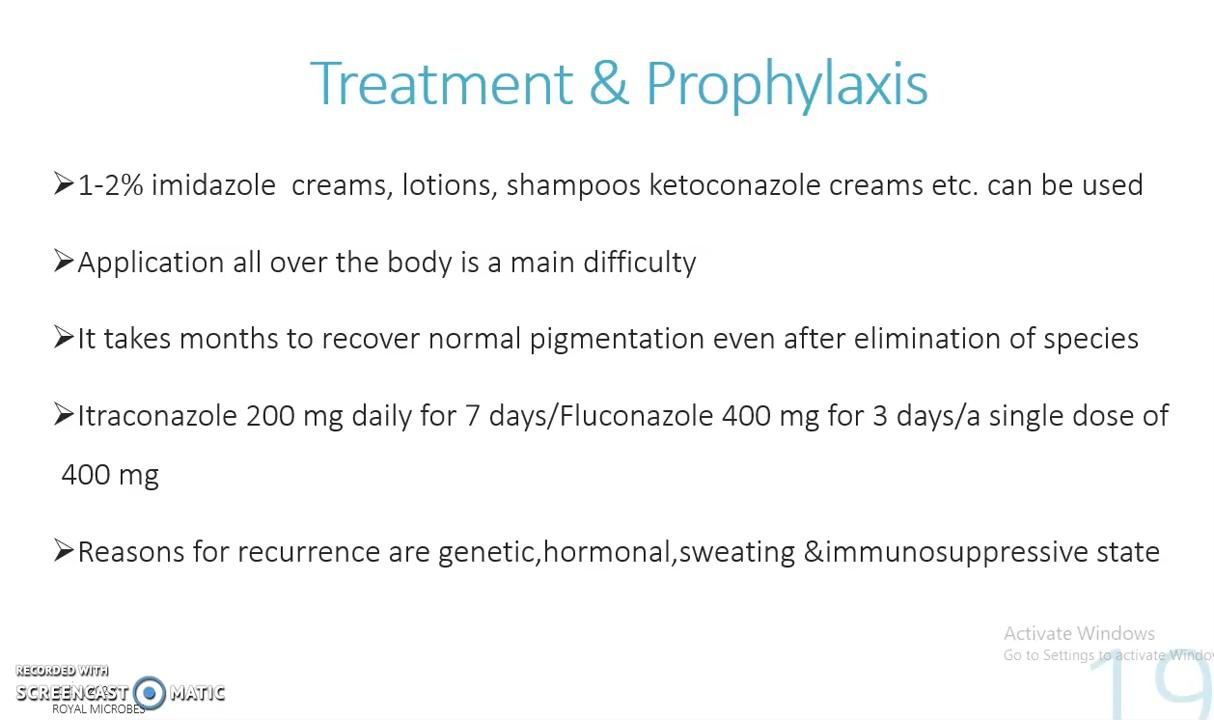 Treatment & Prophylaxis
➢1-2% imidazole  creams, lotions, shampoos ketoconazole creams etc. can be used
➢Application all over the body is a main difficulty
➢It takes months to recover normal pigmentation even after elimination of species
➢Itraconazole 200 mg daily for 7 days/Fluconazole 400 mg for 3 days/a single dose of
400 mg
➢Reasons for recurrence are genetic,hormonal,sweating &immunosuppressive state
Activate Windows
Go to Settings to activate Windo
19
RECORDED WITH
SCREENCAST MATIC
ROYAL MICROBES